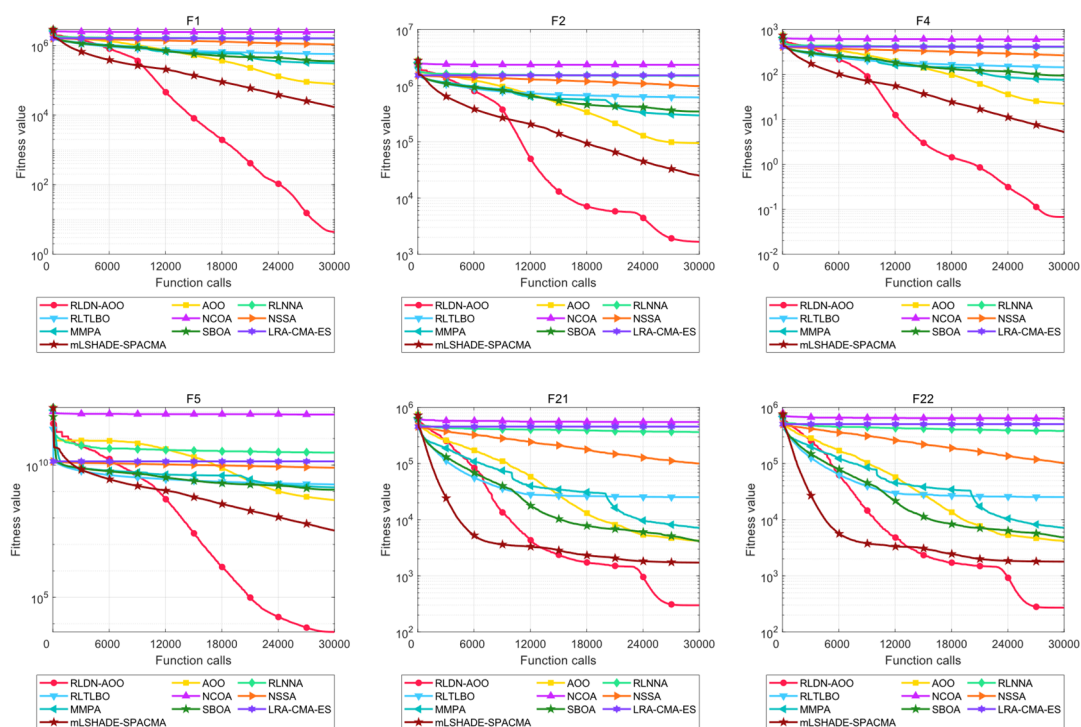 F1
Fitness value
10^6
10^4
10^2
10^0
0 6000 12000 18000 24000 30000
Function calls
RLDN-AOO AOO RLNNA
RLTLBO NCOA NSSA
MMPA SBOA LRA-CMA-ES
mLSHADE-SPACMA
F2
Fitness value
10^7
10^6
10^5
10^4
10^3
0 6000 12000 18000 24000 30000
Function calls
RLDN-AOO AOO RLNNA
RLTLBO NCOA NSSA
MMPA SBOA LRA-CMA-ES
mLSHADE-SPACMA
F4
Fitness value
10^3
10^2
10^1
10^0
10^-1
10^-2
0 6000 12000 18000 24000 30000
Function calls
RLDN-AOO AOO RLNNA
RLTLBO NCOA NSSA
MMPA SBOA LRA-CMA-ES
mLSHADE-SPACMA
F5
Fitness value
10^10
10^5
0 6000 12000 18000 24000 30000
Function calls
RLDN-AOO AOO RLNNA
RLTLBO NCOA NSSA
MMPA SBOA LRA-CMA-ES
mLSHADE-SPACMA
F21
Fitness value
10^6
10^5
10^4
10^3
10^2
0 6000 12000 18000 24000 30000
Function calls
RLDN-AOO AOO RLNNA
RLTLBO NCOA NSSA
MMPA SBOA LRA-CMA-ES
mLSHADE-SPACMA
F22
Fitness value
10^6
10^5
10^4
10^3
10^2
0 6000 12000 18000 24000 30000
Function calls
RLDN-AOO AOO RLNNA
RLTLBO NCOA NSSA
MMPA SBOA LRA-CMA-ES
mLSHADE-SPACMA